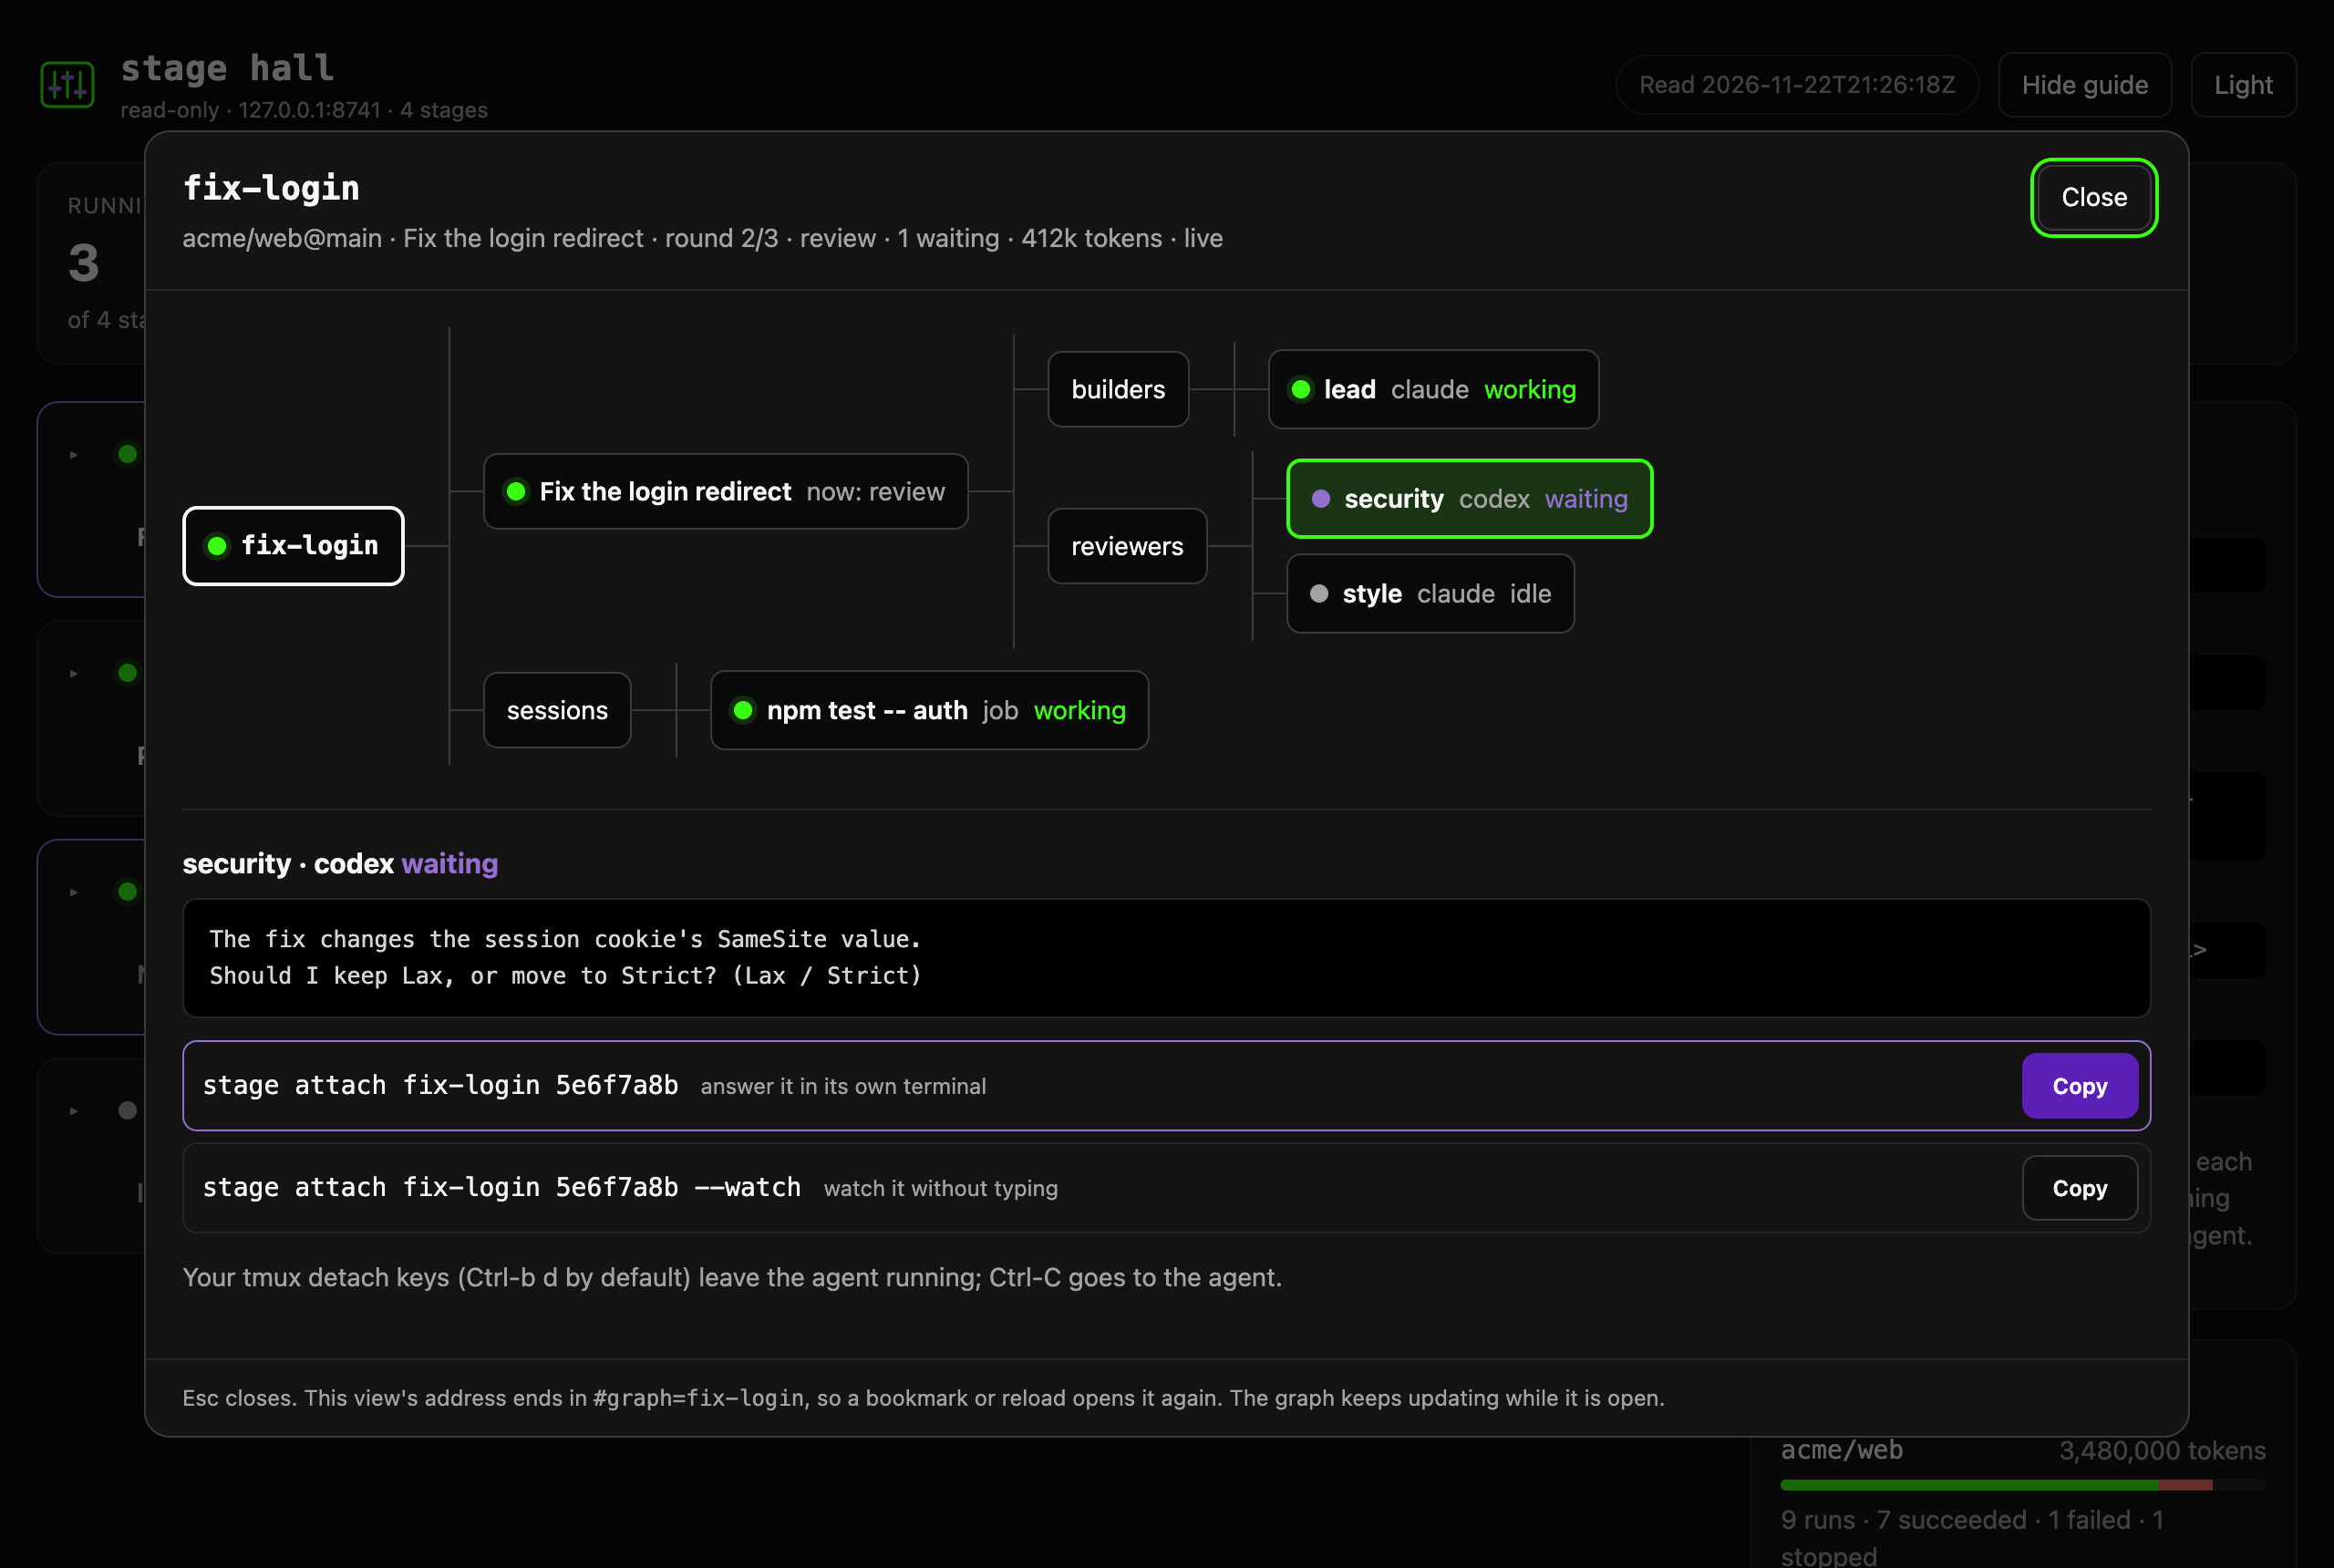 stage hall
read-only · 127.0.0.1:8741 · 4 stages
Read 2026-11-22T21:26:18Z
Hide guide
Light
3
of 4
fix-login
acme/web@main · Fix the login redirect · round 2/3 · review · 1 waiting · 412k tokens · live
Close
fix-login
Fix the login redirect now: review
builders
lead claude working
reviewers
security codex waiting
style claude idle
sessions
npm test -- auth job working
security · codex waiting
The fix changes the session cookie's SameSite value.
Should I keep Lax, or move to Strict? (Lax / Strict)
stage attach fix-login 5e6f7a8b answer it in its own terminal
Copy
stage attach fix-login 5e6f7a8b --watch watch it without typing
Copy
Your tmux detach keys (Ctrl-b d by default) leave the agent running; Ctrl-C goes to the agent.
Esc closes. This view's address ends in #graph=fix-login, so a bookmark or reload opens it again. The graph keeps updating while it is open.
each
acme/web 3,480,000 tokens
9 runs · 7 succeeded · 1 failed · 1
stopped